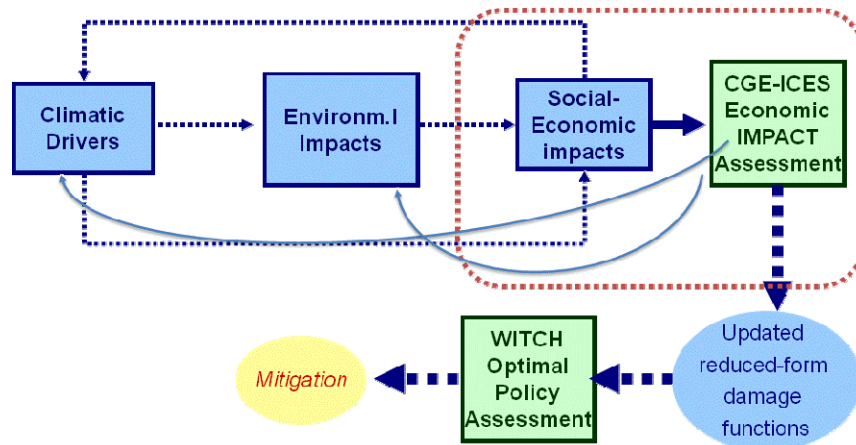 Climatic
Drivers
Environm.l
Impacts
Social-
Economic
impacts
CGE-ICES
Economic
IMPACT
Assessment
Updated
reduced-form
damage
functions
WITCH
Optimal
Policy
Assessment
Mitigation